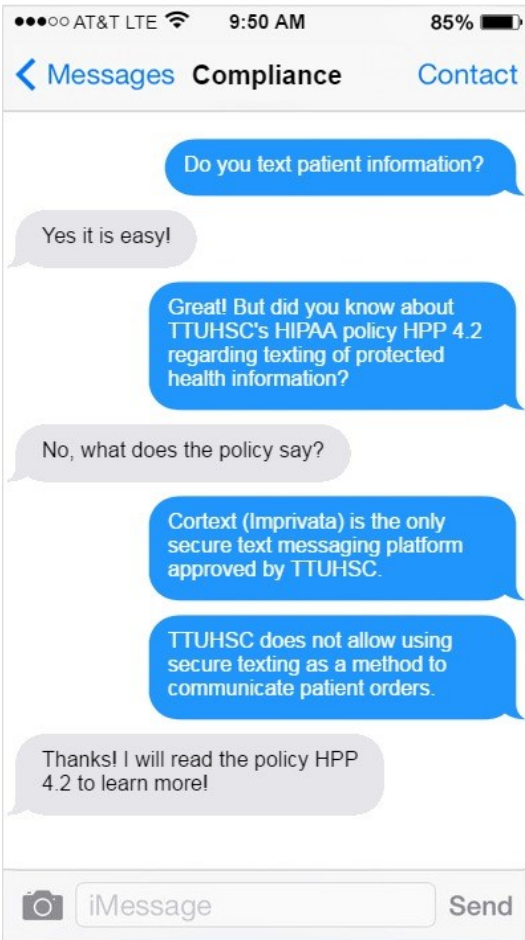 AT&T LTE 9:50 AM 85%
Messages Compliance Contact
Do you text patient information?
Yes it is easy!
Great! But did you know about
TTUHSC's HIPAA policy HPP 4.2
regarding texting of protected
health information?
No, what does the policy say?
Cortext (Imprivata) is the only
secure text messaging platform
approved by TTUHSC.
TTUHSC does not allow using
secure texting as a method to
communicate patient orders.
Thanks! I will read the policy HPP
4.2 to learn more!
iMessage Send